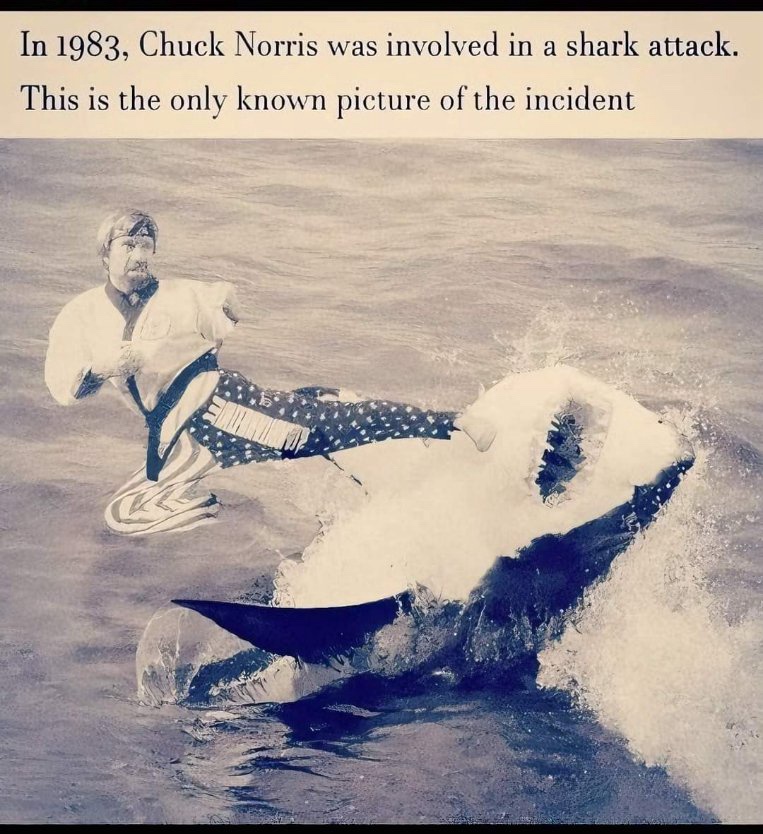 In 1983, Chuck Norris was involved in a shark attack.
This is the only known picture of the incident